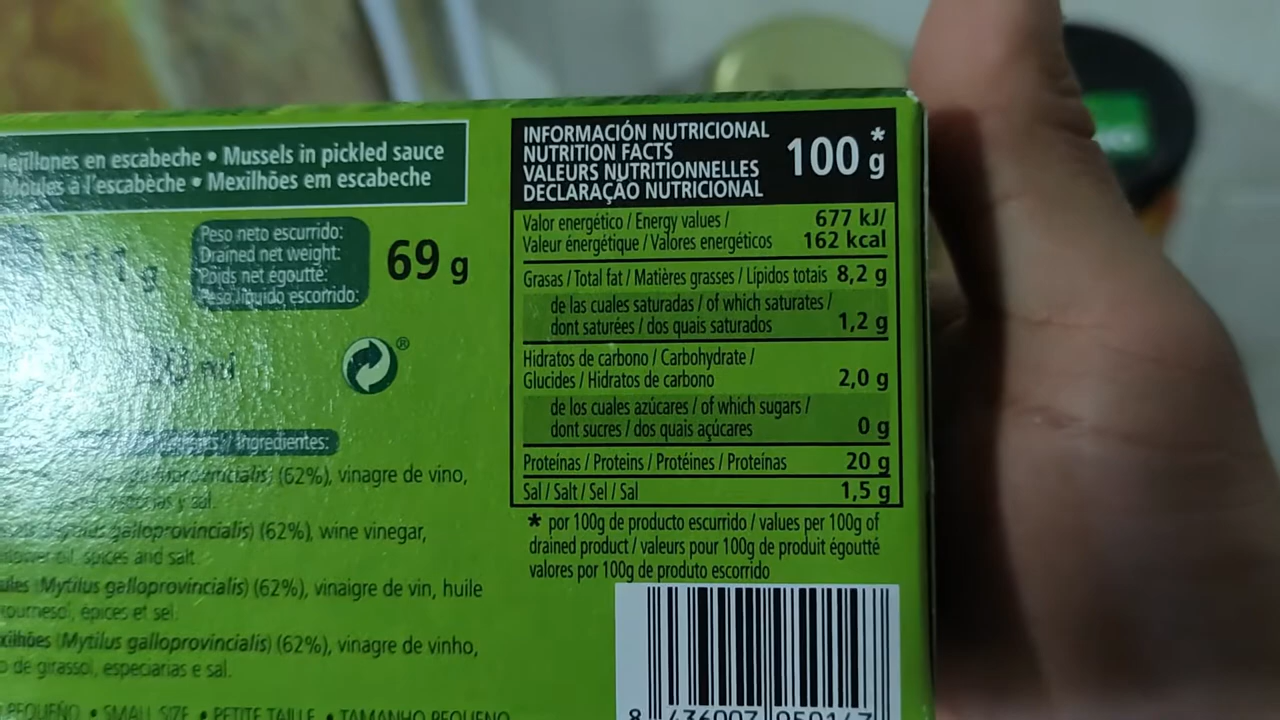 Mejillones en escabeche • Mussels in pickled sauce
Moules à l'escabèche • Mexilhões em escabeche
Peso neto escurrido:
Drained net weight:
Poids net égoutté:
Peso líquido escorrido:
69 g
®
Ingredientes:
(62%), vinagre de vino,
y sal.
galloprovincialis) (62%), wine vinegar,
oil, spices and salt.
(Mytilus galloprovincialis) (62%), vinaigre de vin, huile
tournesol, épices et sel.
(Mytilus galloprovincialis) (62%), vinagre de vinho,
de girassol, especiarias e sal.
PEQUEÑO • SMALL SIZE • PETITE TAILLE • TAMANHO PEQUENO
INFORMACIÓN NUTRICIONAL
NUTRITION FACTS
VALEURS NUTRITIONNELLES
DECLARAÇÃO NUTRICIONAL
100 g *
Valor energético / Energy values / 677 kJ/
Valeur énergétique / Valores energéticos 162 kcal
Grasas / Total fat / Matières grasses / Lípidos totais 8,2 g
de las cuales saturadas / of which saturates /
dont saturées / dos quais saturados 1,2 g
Hidratos de carbono / Carbohydrate /
Glucides / Hidratos de carbono 2,0 g
de los cuales azúcares / of which sugars /
dont sucres / dos quais açúcares 0 g
Proteínas / Proteins / Protéines / Proteínas 20 g
Sal / Salt / Sel / Sal 1,5 g
* por 100g de producto escurrido / values per 100g of
drained product / valeurs pour 100g de produit égoutté
valores por 100g de produto escorrido
8 436007 950147